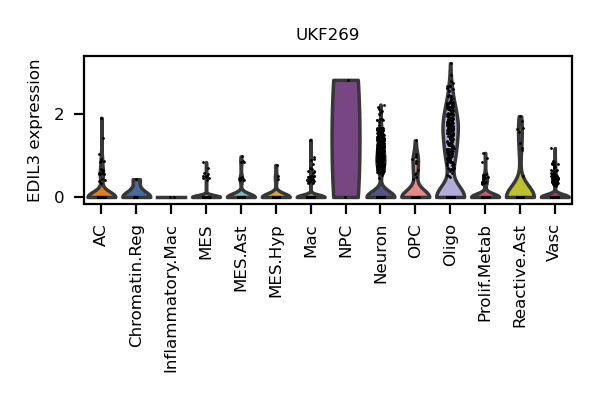 UKF269
EDIL3 expression
2
0
AC
Chromatin.Reg
Inflammatory.Mac
MES
MES.Ast
MES.Hyp
Mac
NPC
Neuron
OPC
Oligo
Prolif.Metab
Reactive.Ast
Vasc